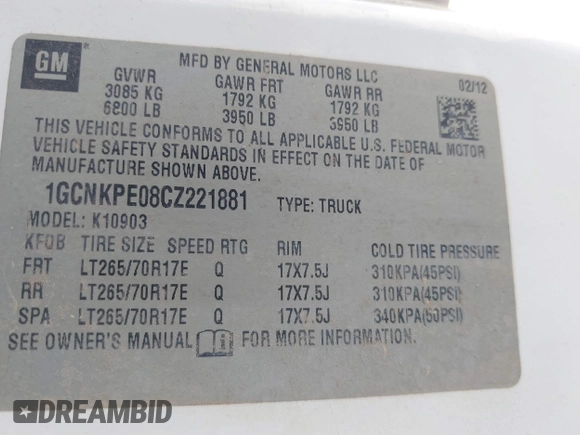 GM
MFD BY GENERAL MOTORS LLC
02/12
GVWR GAWR FRT GAWR RR
3085 KG 1792 KG 1792 KG
6800 LB 3950 LB 3950 LB
THIS VEHICLE CONFORMS TO ALL APPLICABLE U.S. FEDERAL MOTOR
VEHICLE SAFETY STANDARDS IN EFFECT ON THE DATE OF
MANUFACTURE SHOWN ABOVE.
1GCNKPE08CZ221881 TYPE: TRUCK
MODEL: K10903
KFQB TIRE SIZE SPEED RTG RIM COLD TIRE PRESSURE
FRT LT265/70R17E Q 17X7.5J 310KPA(45PSI)
RR LT265/70R17E Q 17X7.5J 310KPA(45PSI)
SPA LT265/70R17E Q 17X7.5J 340KPA(50PSI)
SEE OWNER'S MANUAL FOR MORE INFORMATION.
DREAMBID